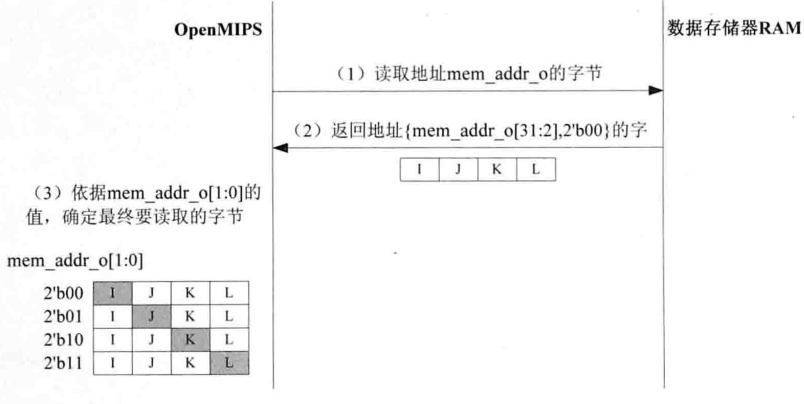 OpenMIPS
数据存储器RAM
(1)读取地址mem_addr_o的字节
(2)返回地址{mem_addr_o[31:2],2'b00}的字
I J K L
(3)依据mem_addr_o[1:0]的
值,确定最终要读取的字节
mem_addr_o[1:0]
2'b00 I J K L
2'b01 I J K L
2'b10 I J K L
2'b11 I J K L